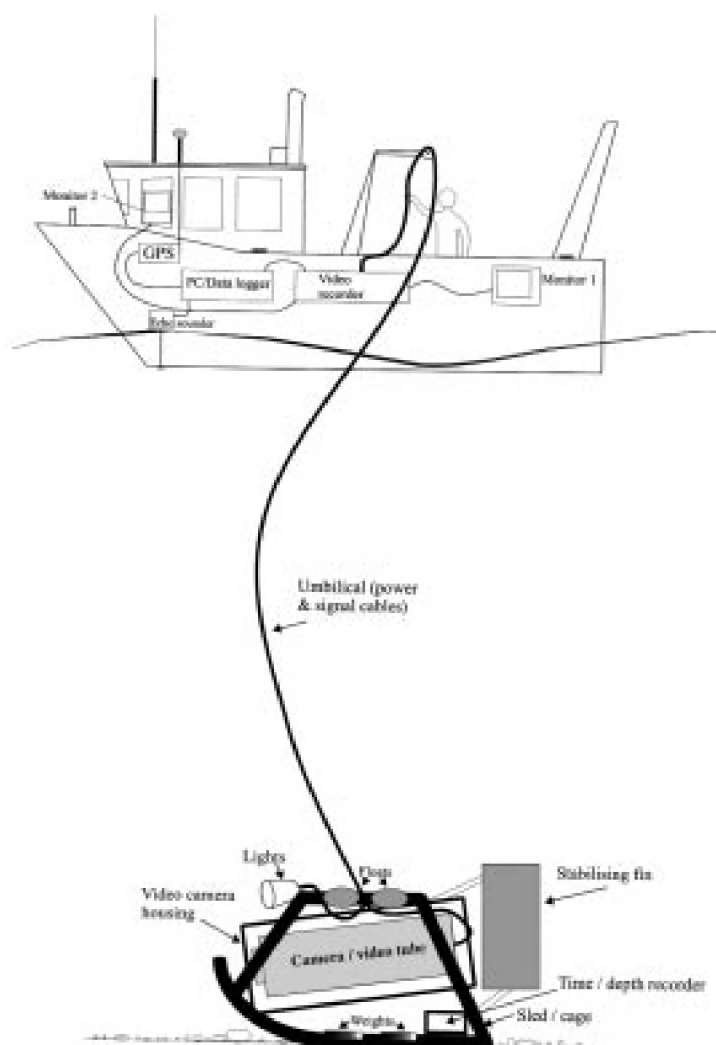 Monitor 2
GPS
PC/Data logger
Video
recorder
Monitor 1
Echo sounder
Umbilical (power
& signal cables)
Lights
Floats
Stabilising fin
Video camera
housing
Camera / video tube
Time / depth recorder
Sled / cage
Weights